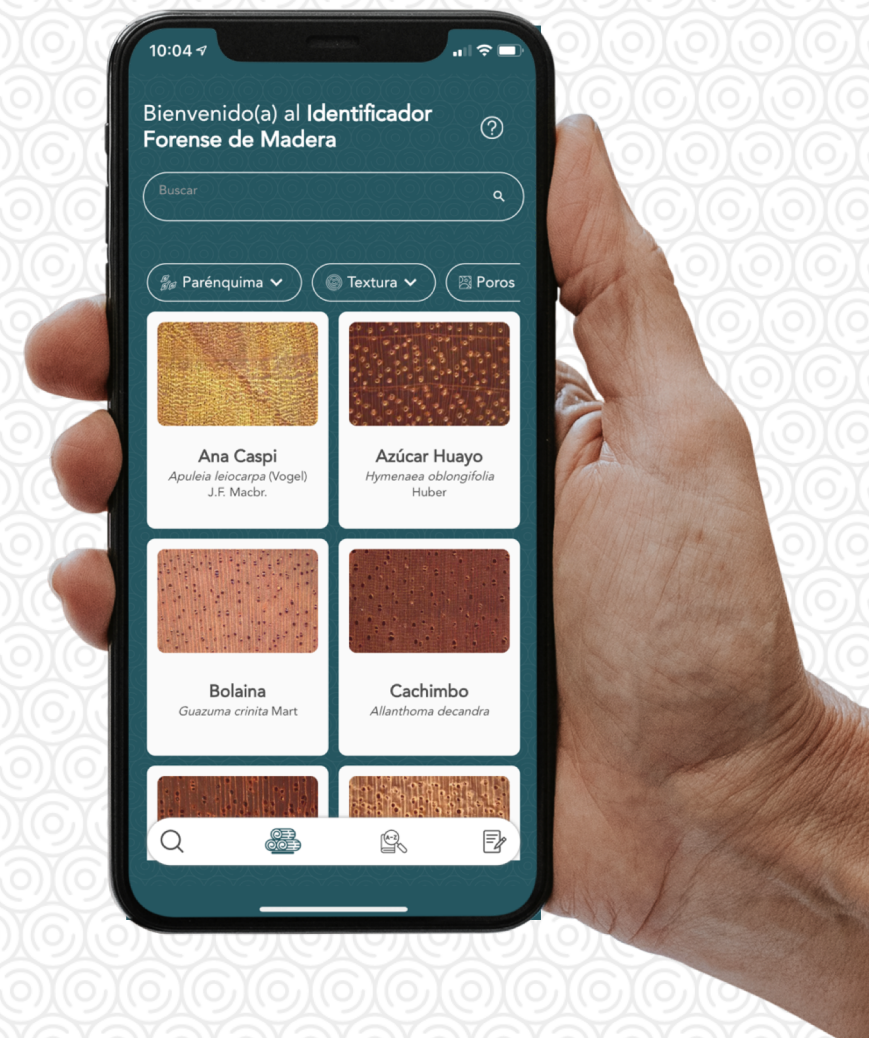 10:04
Bienvenido(a) al Identificador
Forense de Madera
Buscar
Parénquima
Textura
Poros
Ana Caspi
Apuleia leiocarpa (Vogel)
J.F. Macbr.
Azúcar Huayo
Hymenaea oblongifolia
Huber
Bolaina
Guazuma crinita Mart
Cachimbo
Allanthoma decandra
A-Z